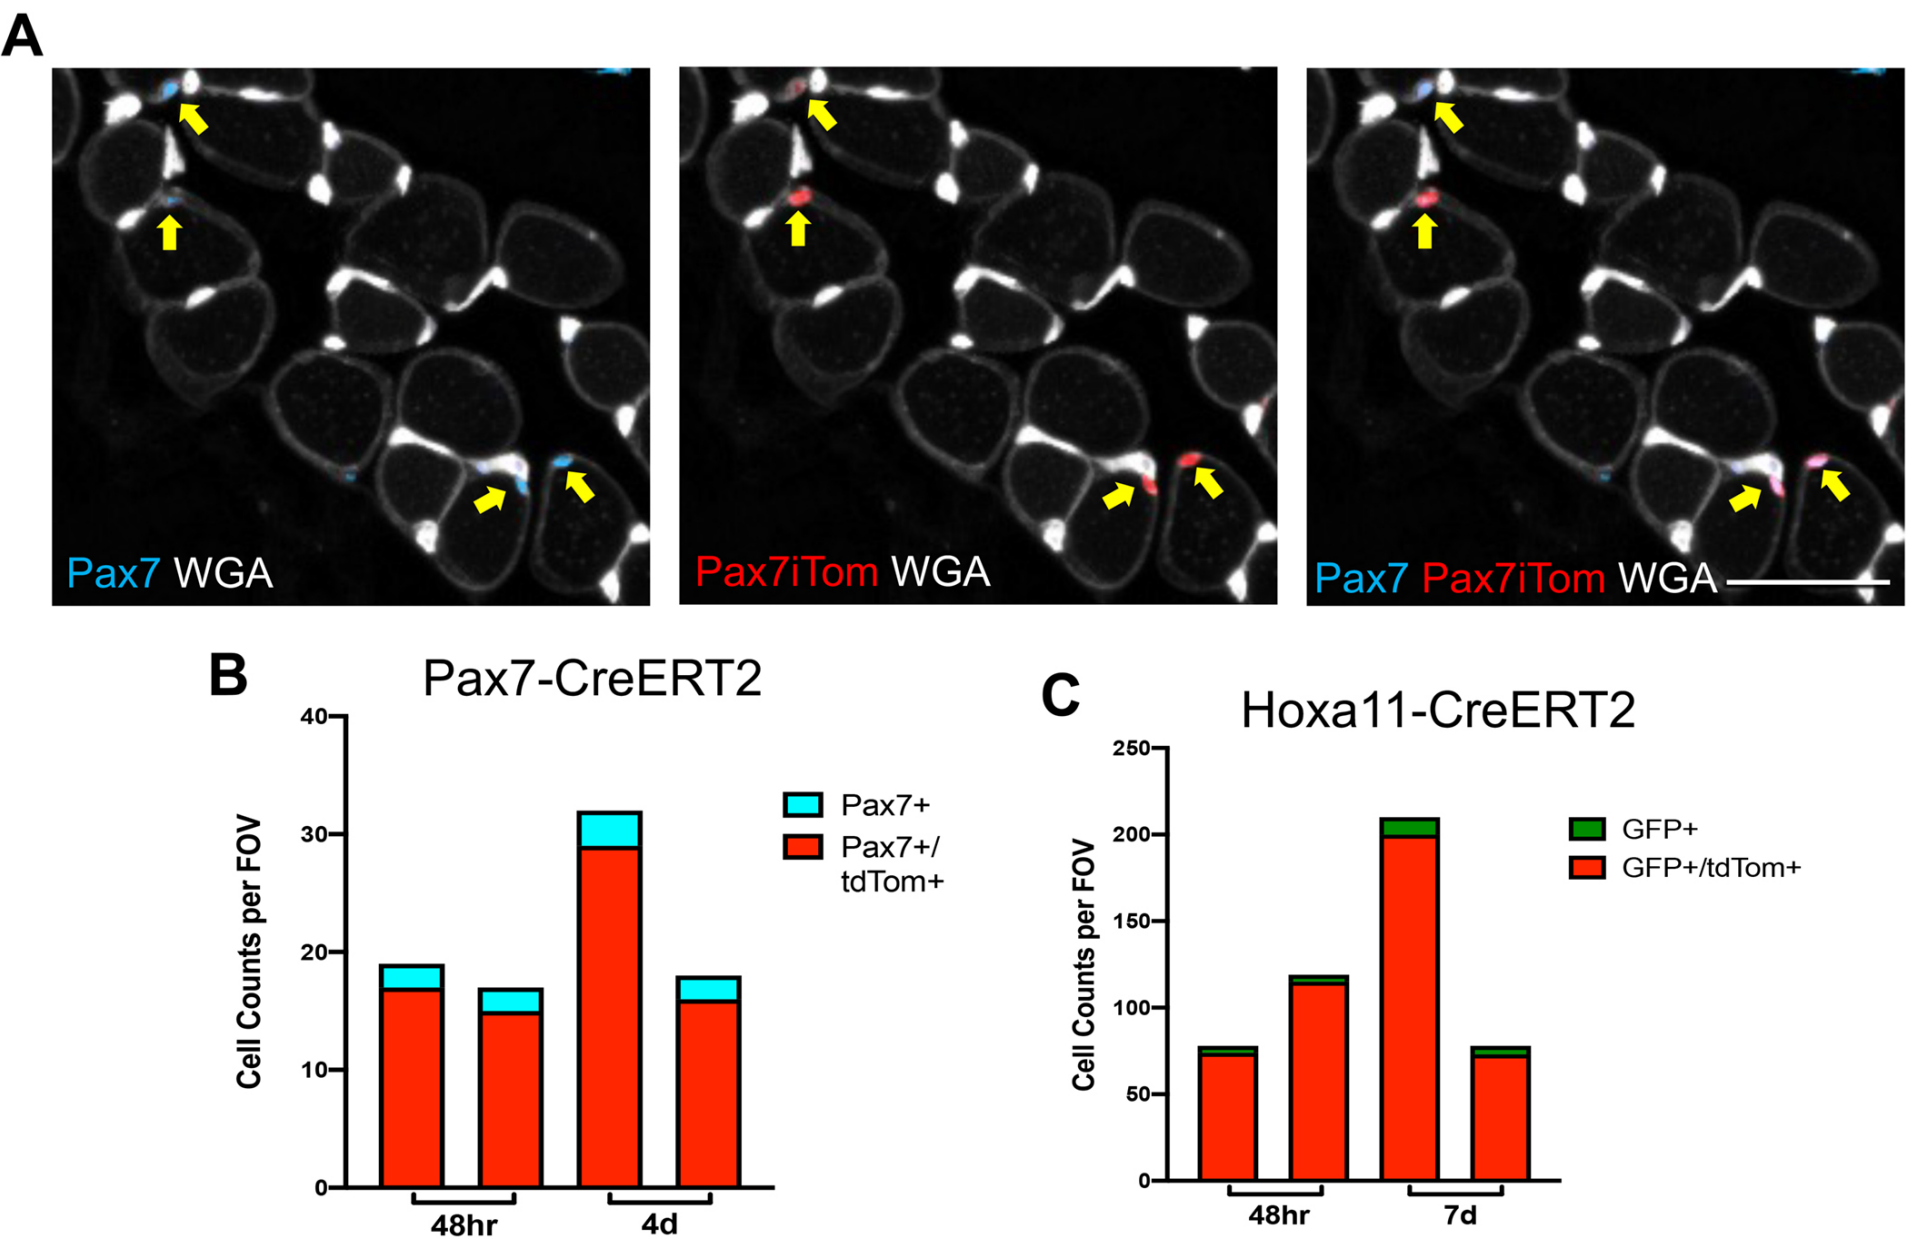 A
Pax7 WGA
Pax7iTom WGA
Pax7 Pax7iTom WGA
B
Pax7-CreERT2
Cell Counts per FOV
40
30
20
10
0
48hr
4d
Pax7+
Pax7+/
tdTom+
C
Hoxa11-CreERT2
Cell Counts per FOV
250
200
150
100
50
0
48hr
7d
GFP+
GFP+/tdTom+